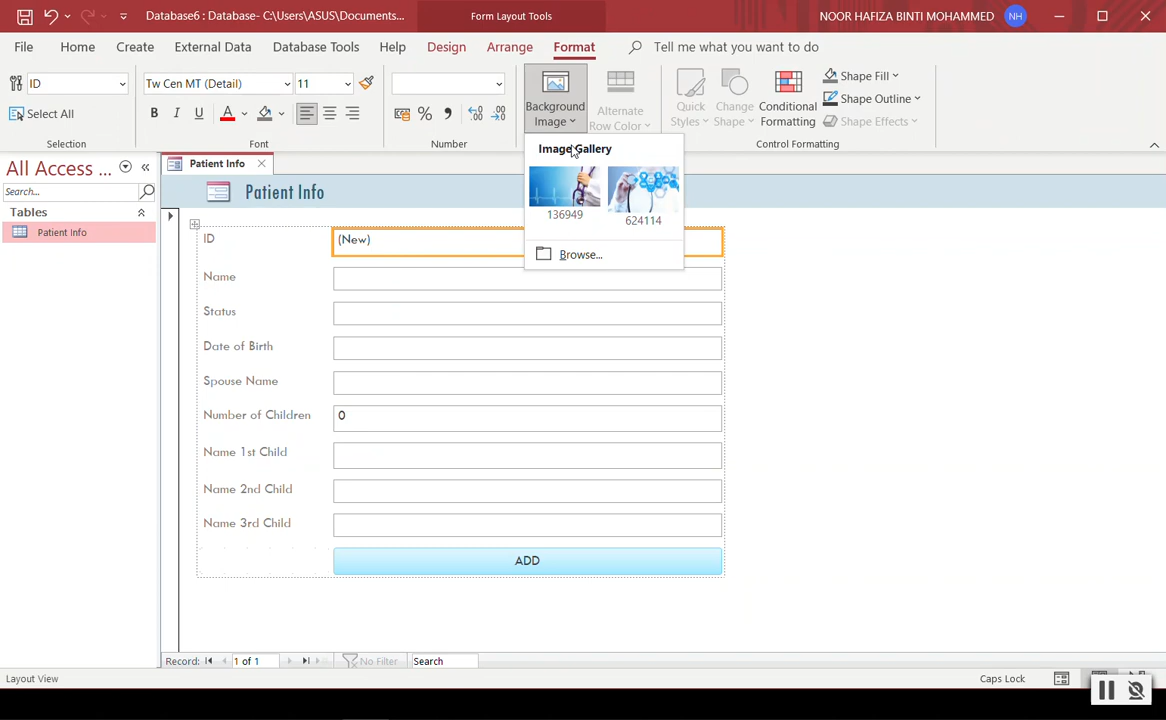 Database6 : Database- C:\Users\ASUS\Documents...
Form Layout Tools
NOOR HAFIZA BINTI MOHAMMED
NH
File
Home
Create
External Data
Database Tools
Help
Design
Arrange
Format
Tell me what you want to do
ID
Select All
Selection
Tw Cen MT (Detail)
11
B I U A
Font
%
Number
Background Image
Alternate Row Color
Quick Styles
Change Shape
Conditional Formatting
Shape Fill
Shape Outline
Shape Effects
Control Formatting
Image Gallery
136949
624114
Browse...
All Access ...
Search...
Tables
Patient Info
Patient Info
Patient Info
ID
(New)
Name
Status
Date of Birth
Spouse Name
Number of Children
0
Name 1st Child
Name 2nd Child
Name 3rd Child
ADD
Record:
1 of 1
No Filter
Search
Layout View
Caps Lock